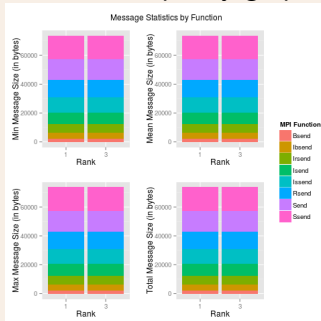 Message Statistics by Function
Min Message Size (in bytes)
60000
40000
20000
0
1
3
Rank
Mean Message Size (in bytes)
60000
40000
20000
0
1
3
Rank
MPI Function
Bsend
Ibsend
Irsend
Isend
Issend
Rsend
Send
Ssend
Max Message Size (in bytes)
60000
40000
20000
0
1
3
Rank
Total Message Size (in bytes)
60000
40000
20000
0
1
3
Rank